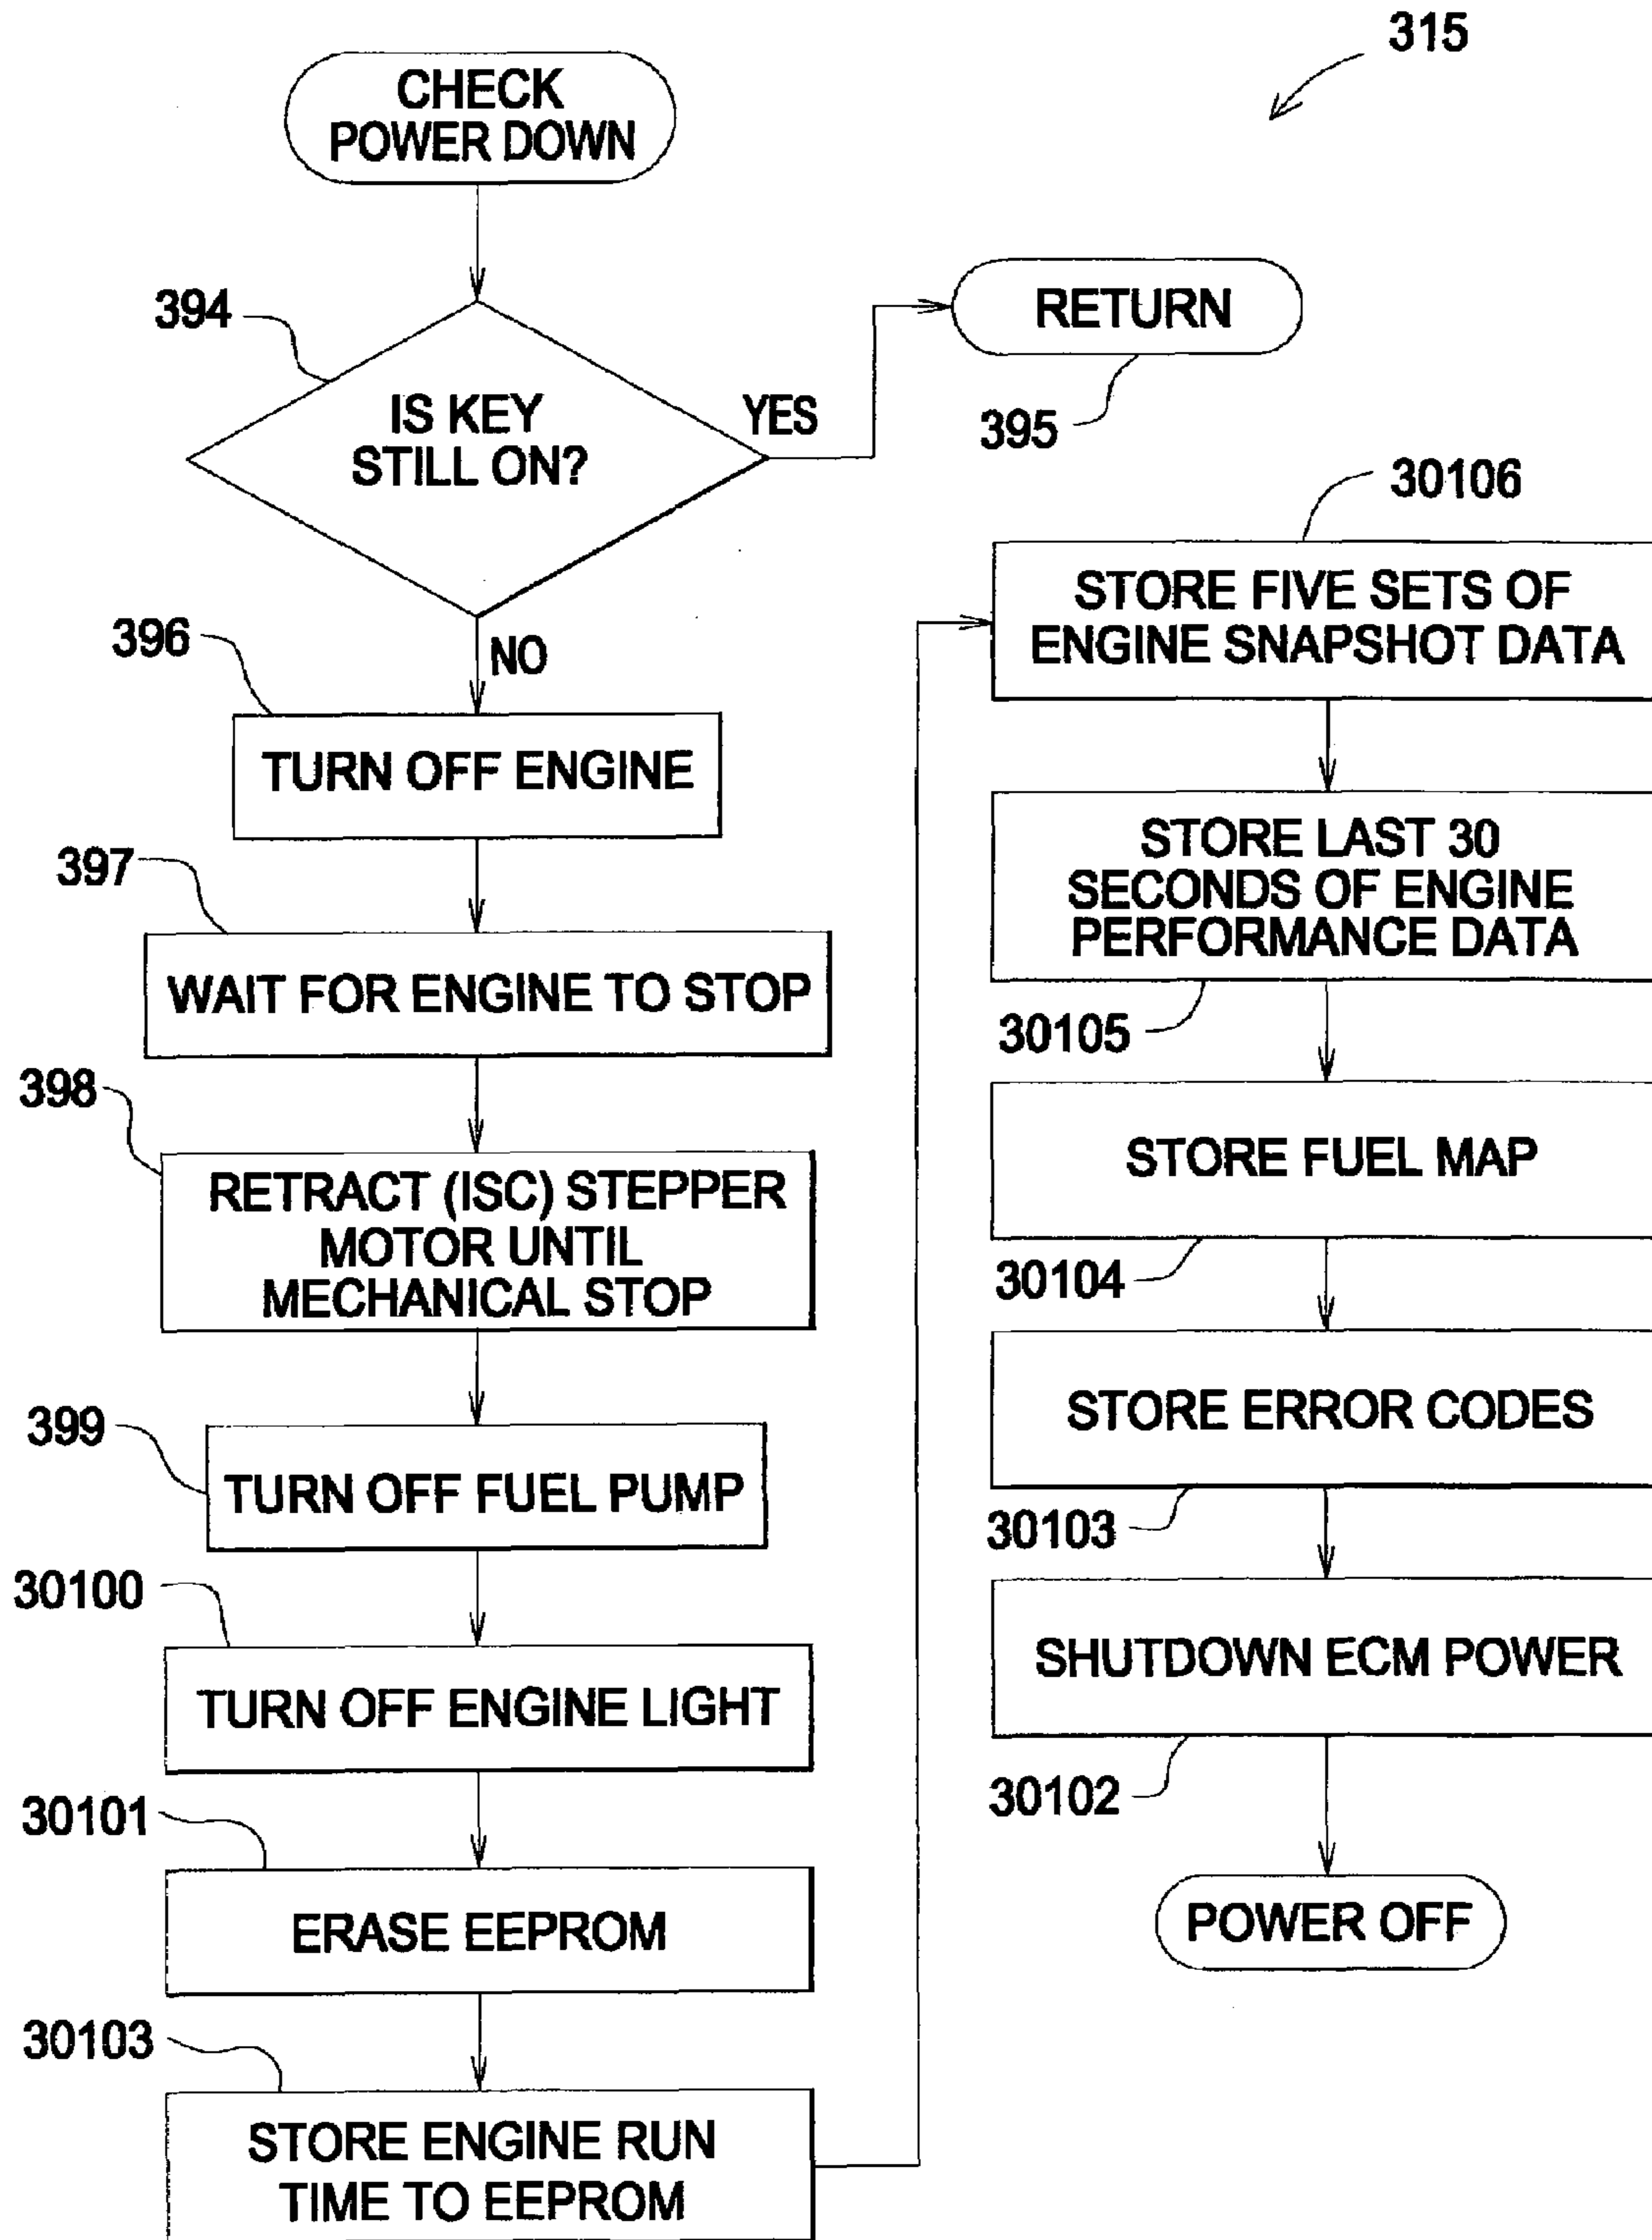 315
CHECK
POWER DOWN
394
IS KEY
STILL ON?
YES
RETURN
395
NO
396
TURN OFF ENGINE
397
WAIT FOR ENGINE TO STOP
398
RETRACT (ISC) STEPPER
MOTOR UNTIL
MECHANICAL STOP
399
TURN OFF FUEL PUMP
30100
TURN OFF ENGINE LIGHT
30101
ERASE EEPROM
30103
STORE ENGINE RUN
TIME TO EEPROM
30106
STORE FIVE SETS OF
ENGINE SNAPSHOT DATA
STORE LAST 30
SECONDS OF ENGINE
PERFORMANCE DATA
30105
STORE FUEL MAP
30104
STORE ERROR CODES
30103
SHUTDOWN ECM POWER
30102
POWER OFF